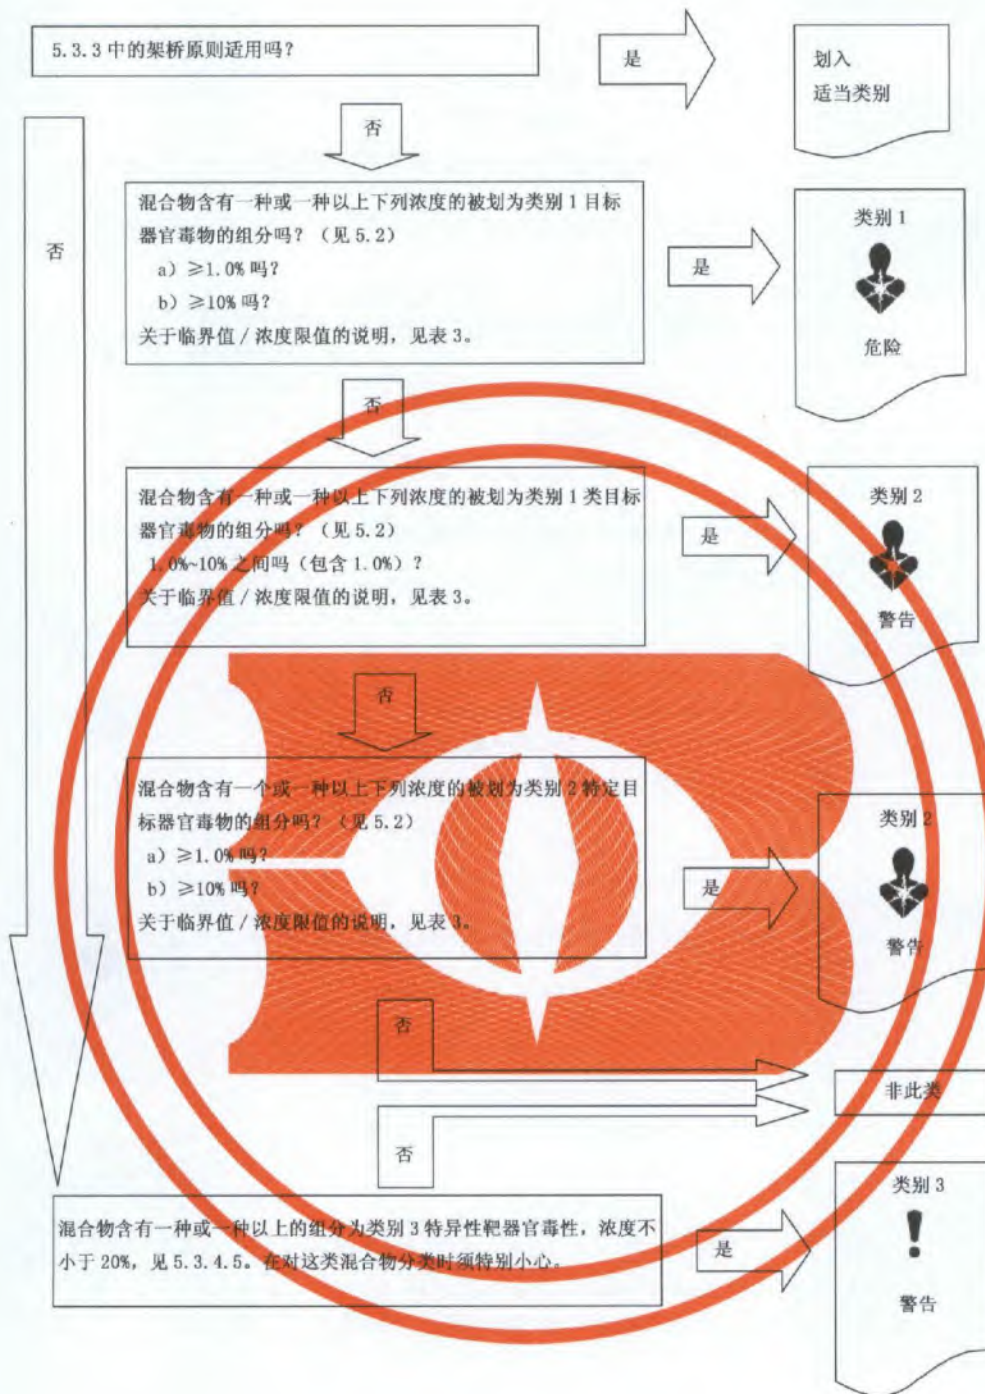 5.3.3 中的架桥原则适用吗？
是
划入
适当类别
否
否
混合物含有一种或一种以上下列浓度的被划为类别 1 目标
器官毒物的组分吗？（见 5.2）
a）≥1.0% 吗？
b）≥10% 吗？
关于临界值 / 浓度限值的说明，见表 3。
是
类别 1
危险
否
混合物含有一种或一种以上下列浓度的被划为类别 1 类目标
器官毒物的组分吗？（见 5.2）
1.0%~10% 之间吗（包含 1.0%）？
关于临界值 / 浓度限值的说明，见表 3。
是
类别 2
警告
否
混合物含有一个或一种以上下列浓度的被划为类别 2 特定目
标器官毒物的组分吗？（见 5.2）
a）≥1.0% 吗？
b）≥10% 吗？
关于临界值 / 浓度限值的说明，见表 3。
是
类别 2
警告
否
非此类
否
混合物含有一种或一种以上的组分为类别 3 特异性靶器官毒性，浓度不
小于 20%，见 5.3.4.5。在对这类混合物分类时须特别小心。
是
类别 3
警告